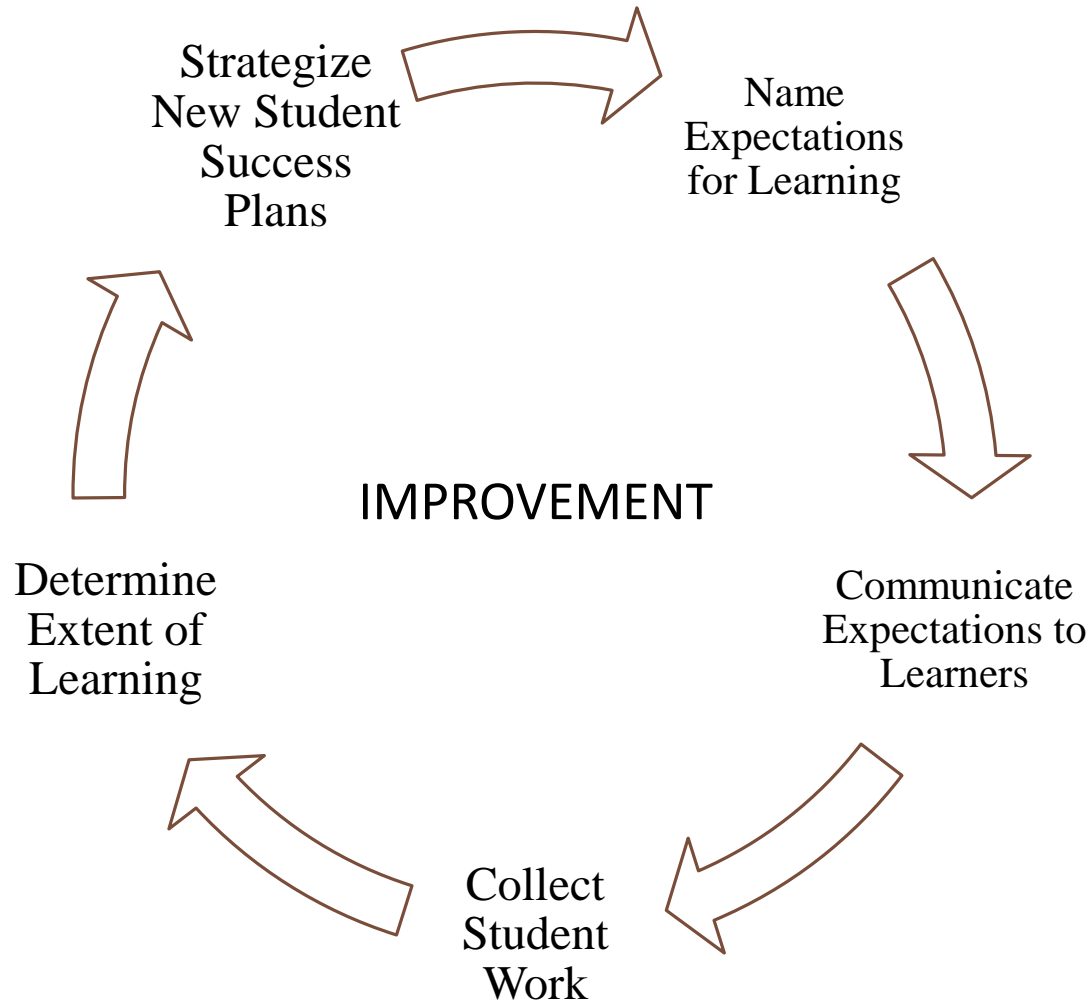 Strategize
New Student
Success
Plans
Name
Expectations
for Learning
IMPROVEMENT
Communicate
Expectations to
Learners
Determine
Extent of
Learning
Collect
Student
Work